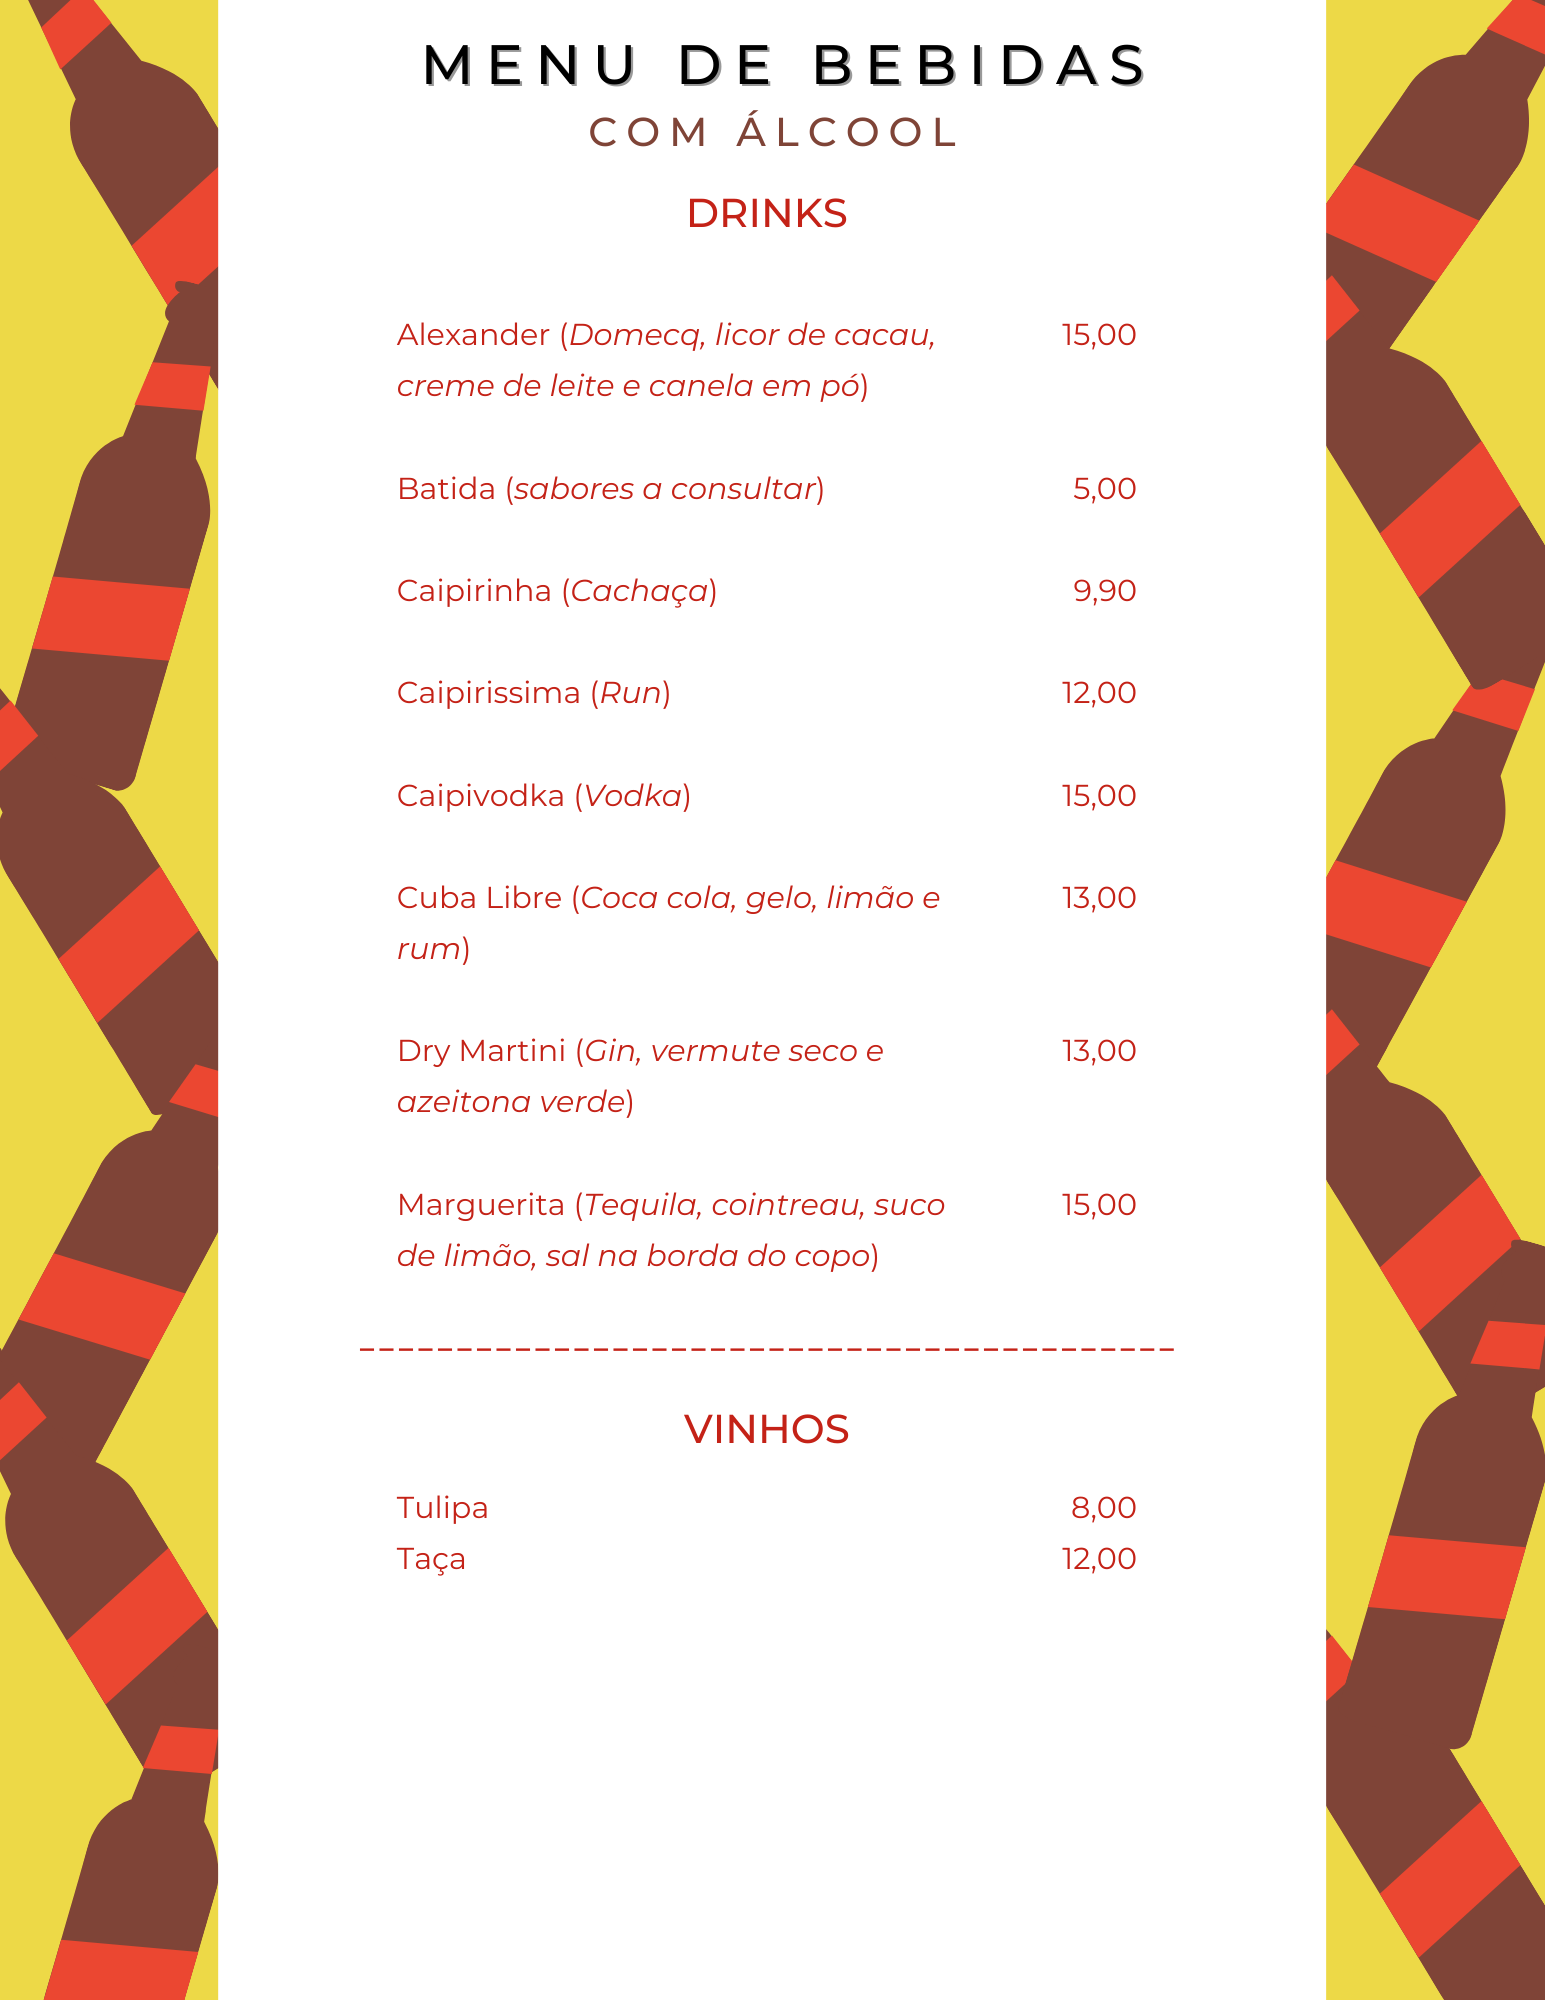 MENU DE BEBIDAS
COM ÁLCOOL
DRINKS
Alexander (Domecq, licor de cacau, 15,00
creme de leite e canela em pó)
Batida (sabores a consultar) 5,00
Caipirinha (Cachaça) 9,90
Caipirissima (Run) 12,00
Caipivodka (Vodka) 15,00
Cuba Libre (Coca cola, gelo, limão e 13,00
rum)
Dry Martini (Gin, vermute seco e 13,00
azeitona verde)
Marguerita (Tequila, cointreau, suco 15,00
de limão, sal na borda do copo)
VINHOS
Tulipa 8,00
Taça 12,00